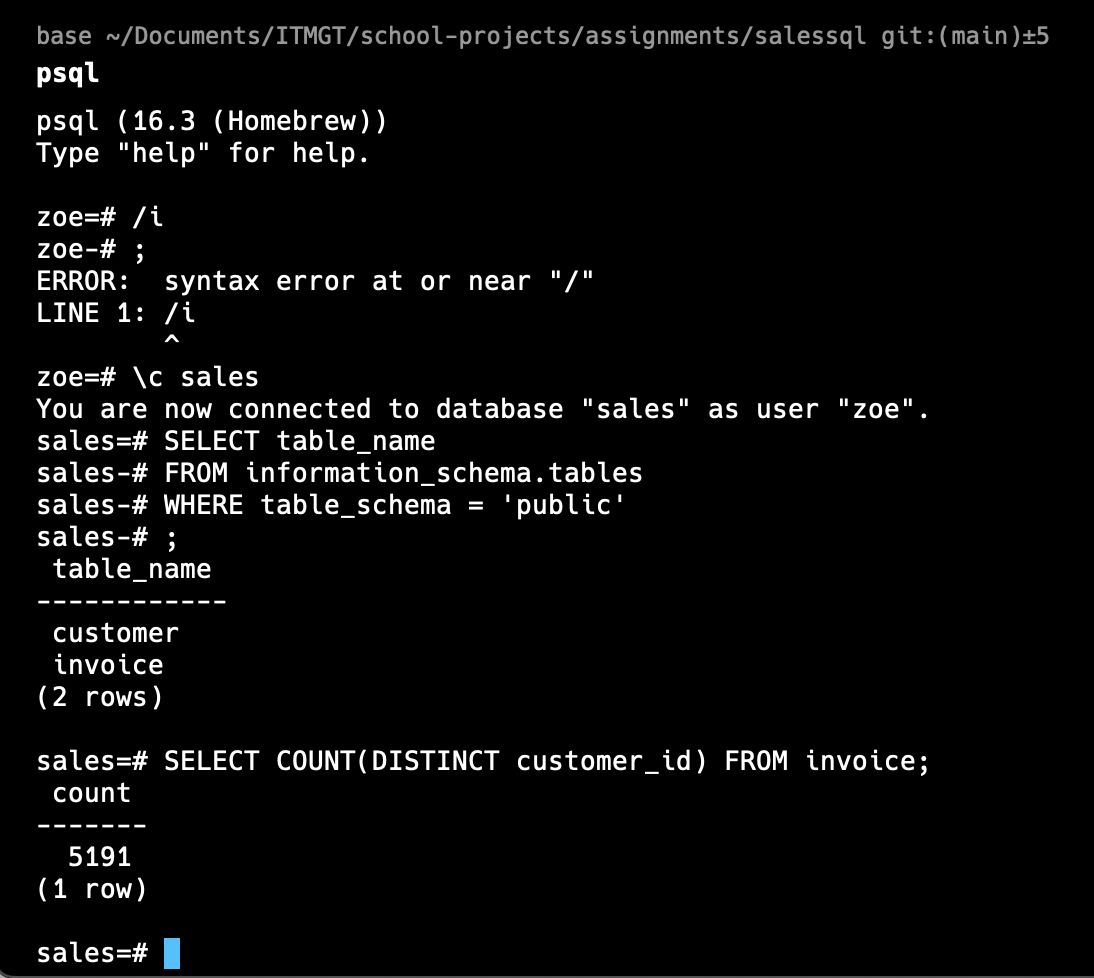 base ~/Documents/ITMGT/school-projects/assignments/salessql git:(main)±5
psql
psql (16.3 (Homebrew))
Type "help" for help.
zoe=# /i
zoe-# ;
ERROR:  syntax error at or near "/"
LINE 1: /i
        ^
zoe=# \c sales
You are now connected to database "sales" as user "zoe".
sales=# SELECT table_name
sales-# FROM information_schema.tables
sales-# WHERE table_schema = 'public'
sales-# ;
 table_name
------------
 customer
 invoice
(2 rows)
sales=# SELECT COUNT(DISTINCT customer_id) FROM invoice;
 count
-------
  5191
(1 row)
sales=#